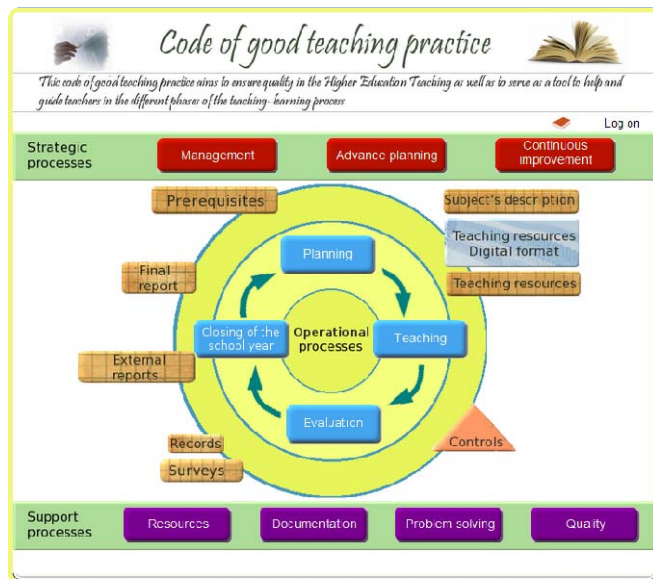 Code of good teaching practice
This code of good teaching practice aims to ensure quality in the Higher Education Teaching as well as to serve as a tool to help and
guide teachers in the different phases of the teaching- learning process
Log on
Strategic
processes
Management
Advance planning
Continuous
improvement
Prerequisites
Subject's description
Teaching resources
Digital format
Teaching resources
Planning
Final
report
Closing of the
school year
Operational
processes
Teaching
External
reports
Evaluation
Controls
Records
Surveys
Support
processes
Resources
Documentation
Problem solving
Quality